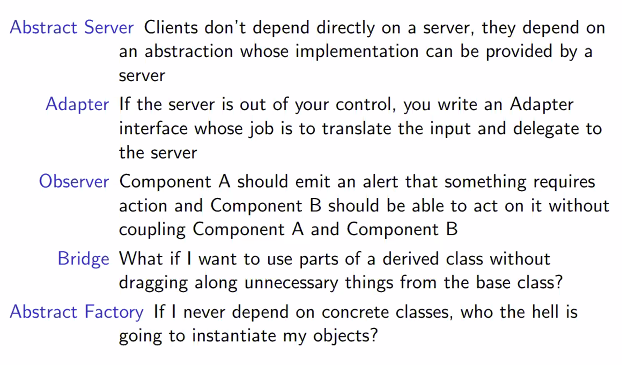 Abstract Server Clients don't depend directly on a server, they depend on
an abstraction whose implementation can be provided by a
server
Adapter If the server is out of your control, you write an Adapter
interface whose job is to translate the input and delegate to
the server
Observer Component A should emit an alert that something requires
action and Component B should be able to act on it without
coupling Component A and Component B
Bridge What if I want to use parts of a derived class without
dragging along unnecessary things from the base class?
Abstract Factory If I never depend on concrete classes, who the hell is
going to instantiate my objects?